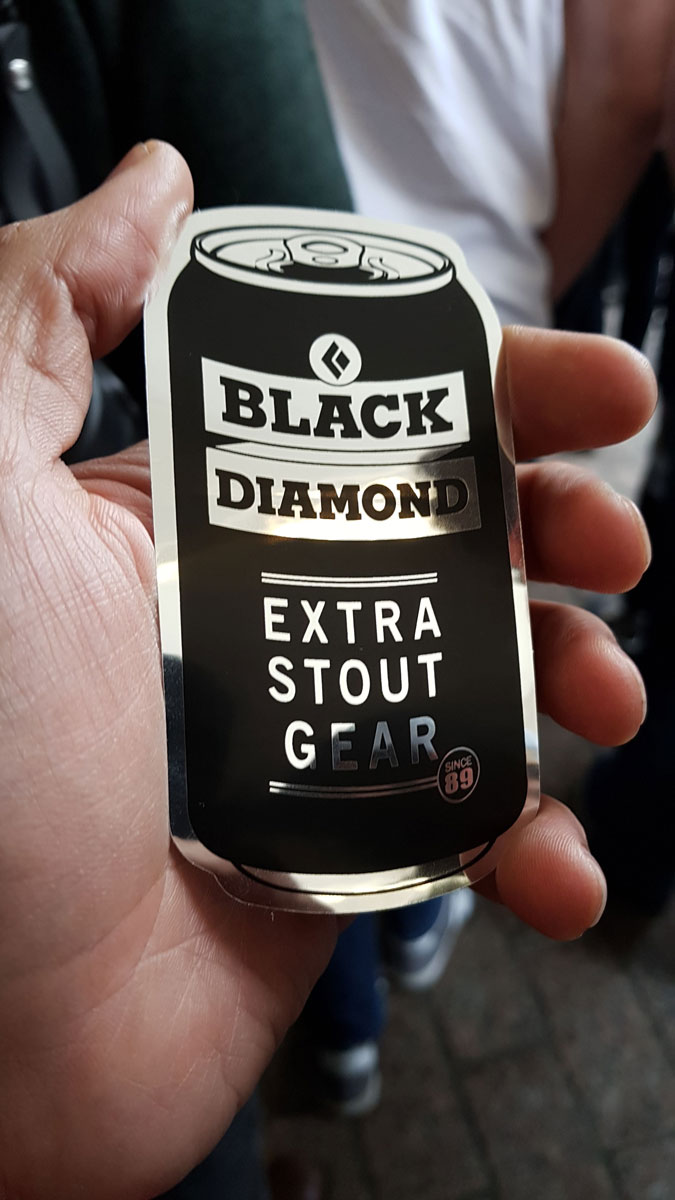 BLACK
DIAMOND
EXTRA
STOUT
GEAR
SINCE
89